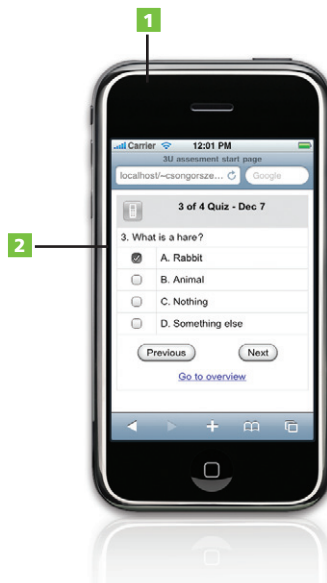 1
Carrier 12:01 PM
3U assesment start page
localhost/~csongorsze... Google
3 of 4 Quiz - Dec 7
2
3. What is a hare?
A. Rabbit
B. Animal
C. Nothing
D. Something else
Previous Next
Go to overview